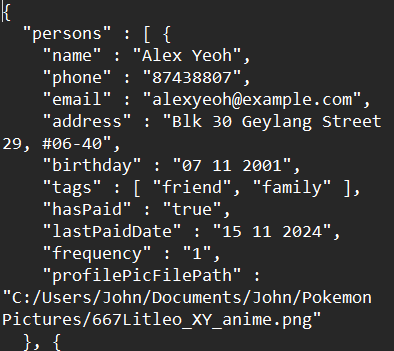 {
  "persons" : [ {
    "name" : "Alex Yeoh",
    "phone" : "87438807",
    "email" : "alexyeoh@example.com",
    "address" : "Blk 30 Geylang Street
29, #06-40",
    "birthday" : "07 11 2001",
    "tags" : [ "friend", "family" ],
    "hasPaid" : "true",
    "lastPaidDate" : "15 11 2024",
    "frequency" : "1",
    "profilePicFilePath" :
"C:/Users/John/Documents/John/Pokemon
Pictures/667Litleo_XY_anime.png"
  }, {